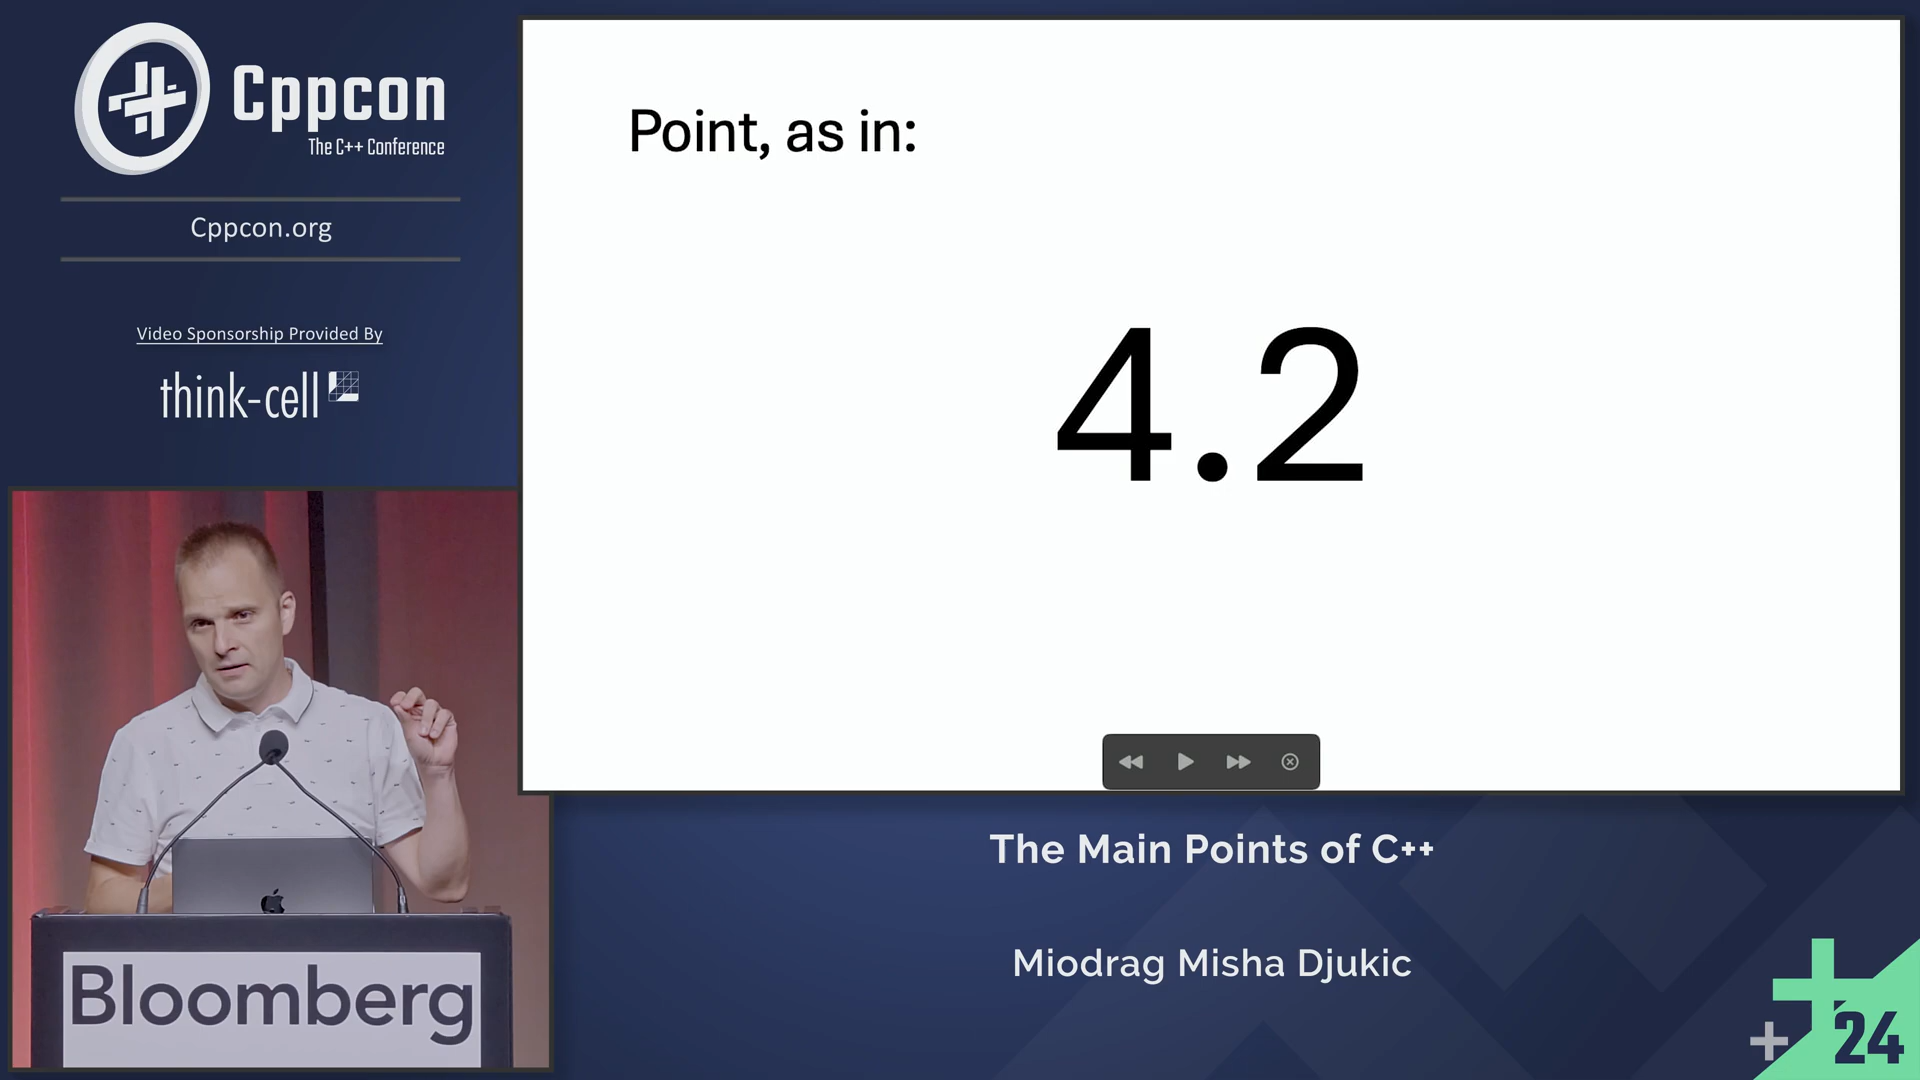 Cppcon
The C++ Conference
Cppcon.org
Video Sponsorship Provided By
think-cell
Point, as in:
4.2
Bloomberg
The Main Points of C++
Miodrag Misha Djukic
24